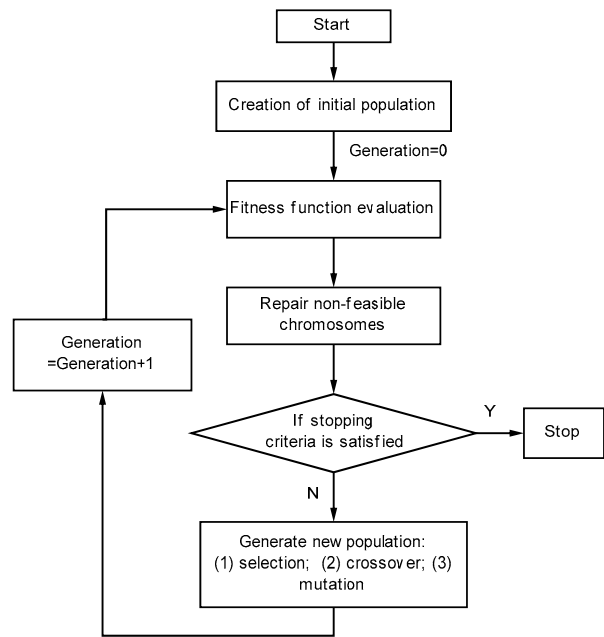 Start
Creation of initial population
Generation=0
Fitness function evaluation
Repair non-feasible
chromosomes
Generation
=Generation+1
If stopping
criteria is satisfied
Y
Stop
N
Generate new population:
(1) selection; (2) crossover; (3)
mutation